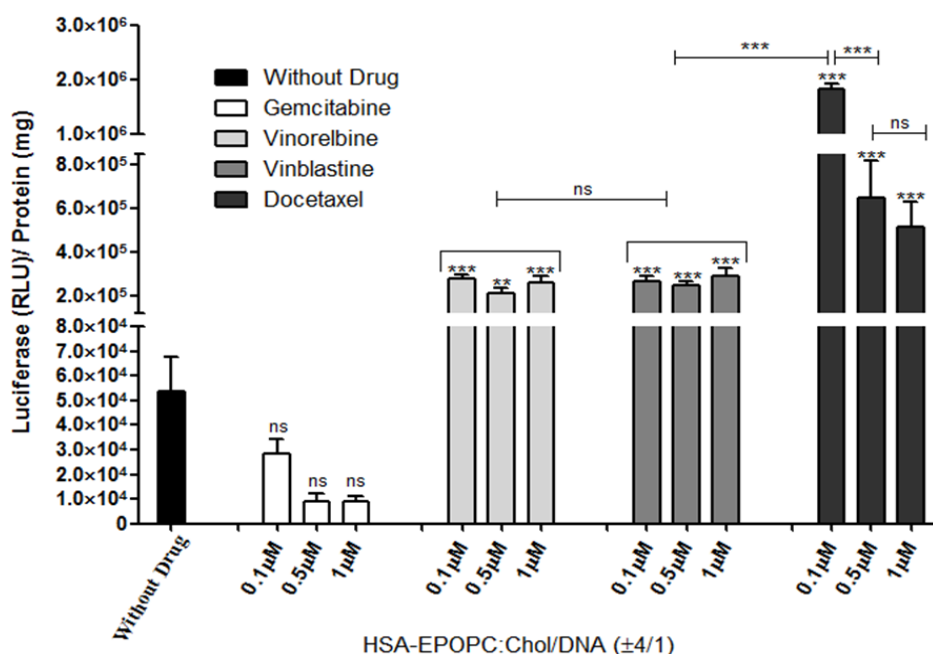 3.0×10⁶
2.0×10⁶
1.0×10⁶
8.0×10⁵
6.0×10⁵
4.0×10⁵
2.0×10⁵
8.0×10⁴
7.0×10⁴
6.0×10⁴
5.0×10⁴
4.0×10⁴
3.0×10⁴
2.0×10⁴
1.0×10⁴
0
Luciferase (RLU)/ Protein (mg)
Without Drug
Gemcitabine
Vinorelbine
Vinblastine
Docetaxel
*** ***
***
ns
*** ***
ns
*** ** ***
*** *** ***
ns
ns ns
Without Drug
0.1µM 0.5µM 1µM
0.1µM 0.5µM 1µM
0.1µM 0.5µM 1µM
0.1µM 0.5µM 1µM
HSA-EPOPC:Chol/DNA (±4/1)